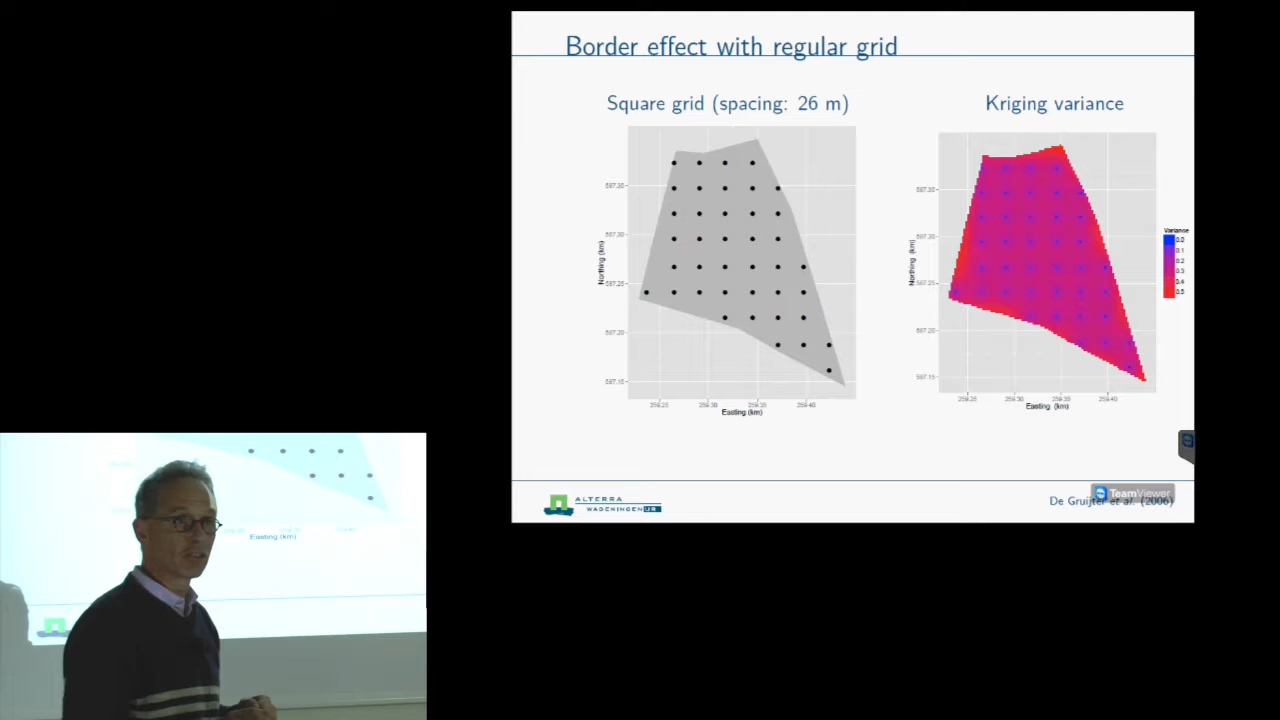 Border effect with regular grid
Square grid (spacing: 26 m)
Kriging variance
Northing (km)
Easting (km)
Northing (km)
Easting (km)
Variance
0.0
0.1
0.2
0.3
0.4
0.5
ALTERRA
WAGENINGEN UR
De Gruijter et al. (2006)
TeamViewer
Easting (km)